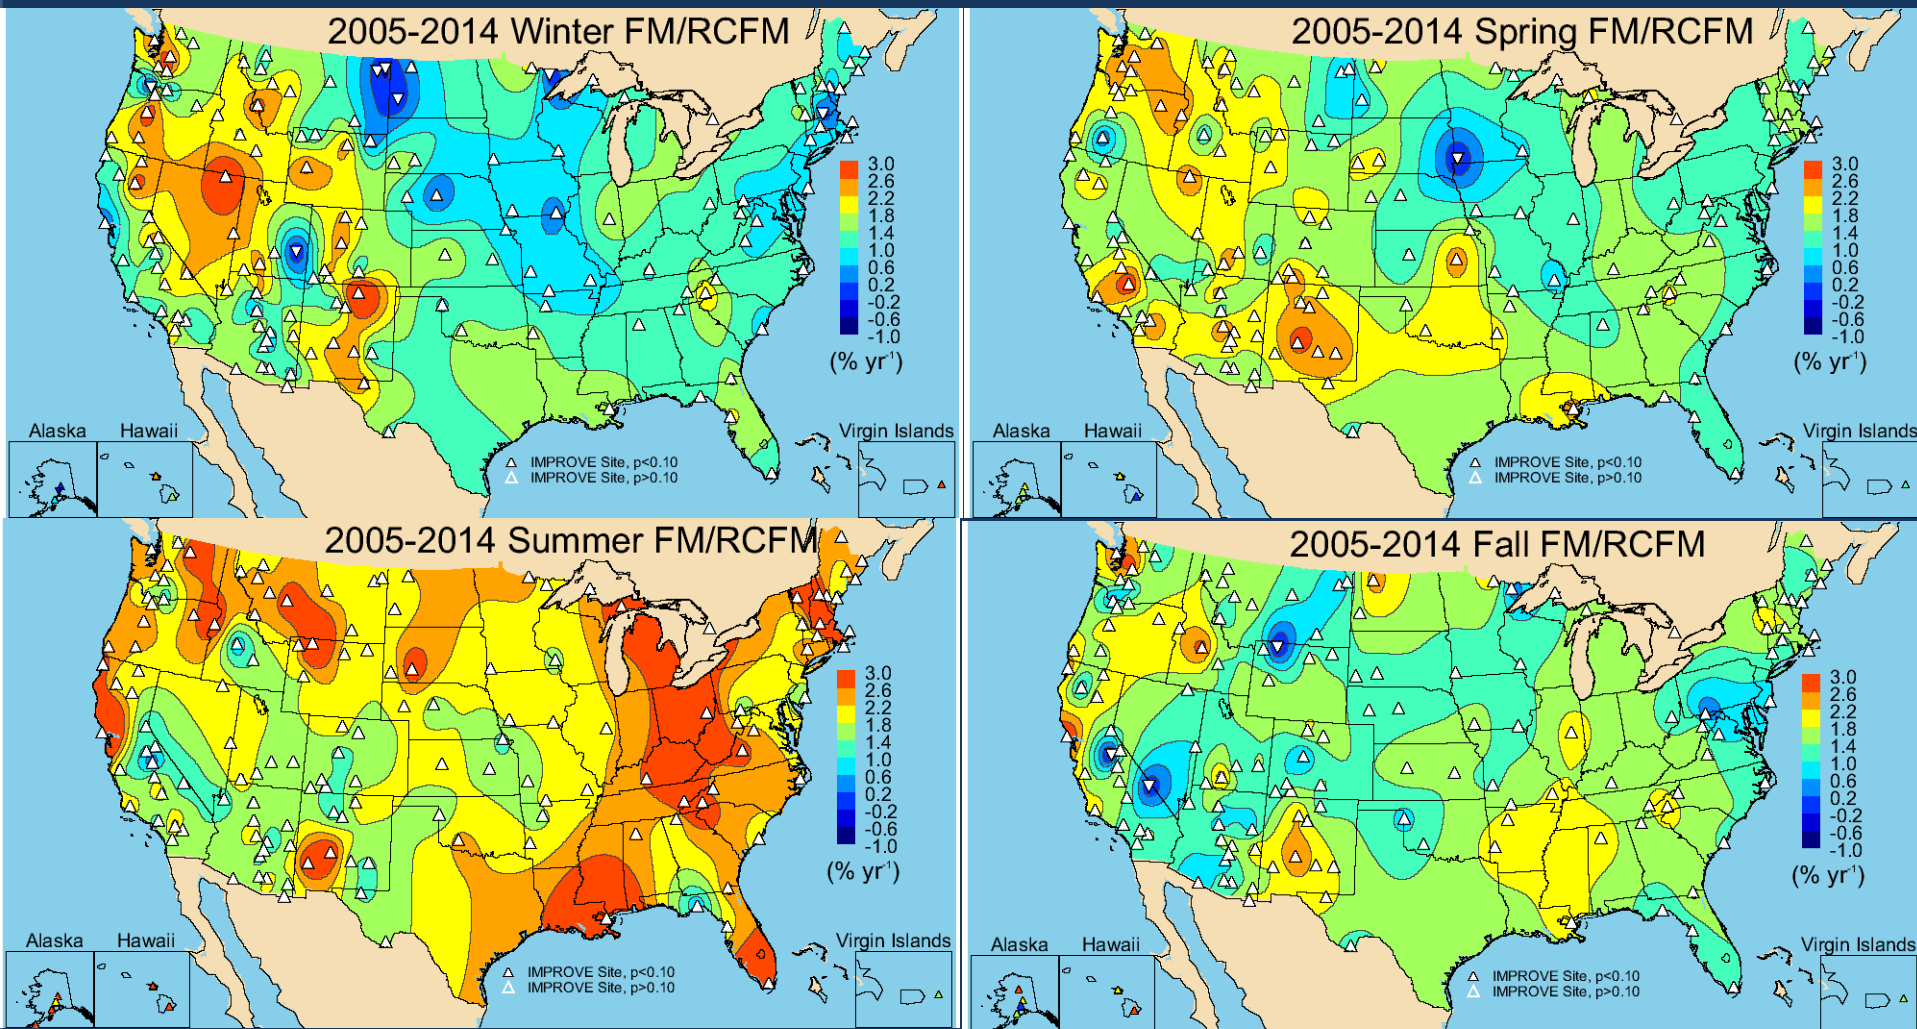 2005-2014 Winter FM/RCFM
3.0
2.6
2.2
1.8
1.4
1.0
0.6
0.2
-0.2
-0.6
-1.0
(% yr-1)
Alaska
Hawaii
Virgin Islands
IMPROVE Site, p<0.10
IMPROVE Site, p>0.10
2005-2014 Spring FM/RCFM
3.0
2.6
2.2
1.8
1.4
1.0
0.6
0.2
-0.2
-0.6
-1.0
(% yr-1)
Alaska
Hawaii
Virgin Islands
IMPROVE Site, p<0.10
IMPROVE Site, p>0.10
2005-2014 Summer FM/RCFM
3.0
2.6
2.2
1.8
1.4
1.0
0.6
0.2
-0.2
-0.6
-1.0
(% yr-1)
Alaska
Hawaii
Virgin Islands
IMPROVE Site, p<0.10
IMPROVE Site, p>0.10
2005-2014 Fall FM/RCFM
3.0
2.6
2.2
1.8
1.4
1.0
0.6
0.2
-0.2
-0.6
-1.0
(% yr-1)
Alaska
Hawaii
Virgin Islands
IMPROVE Site, p<0.10
IMPROVE Site, p>0.10